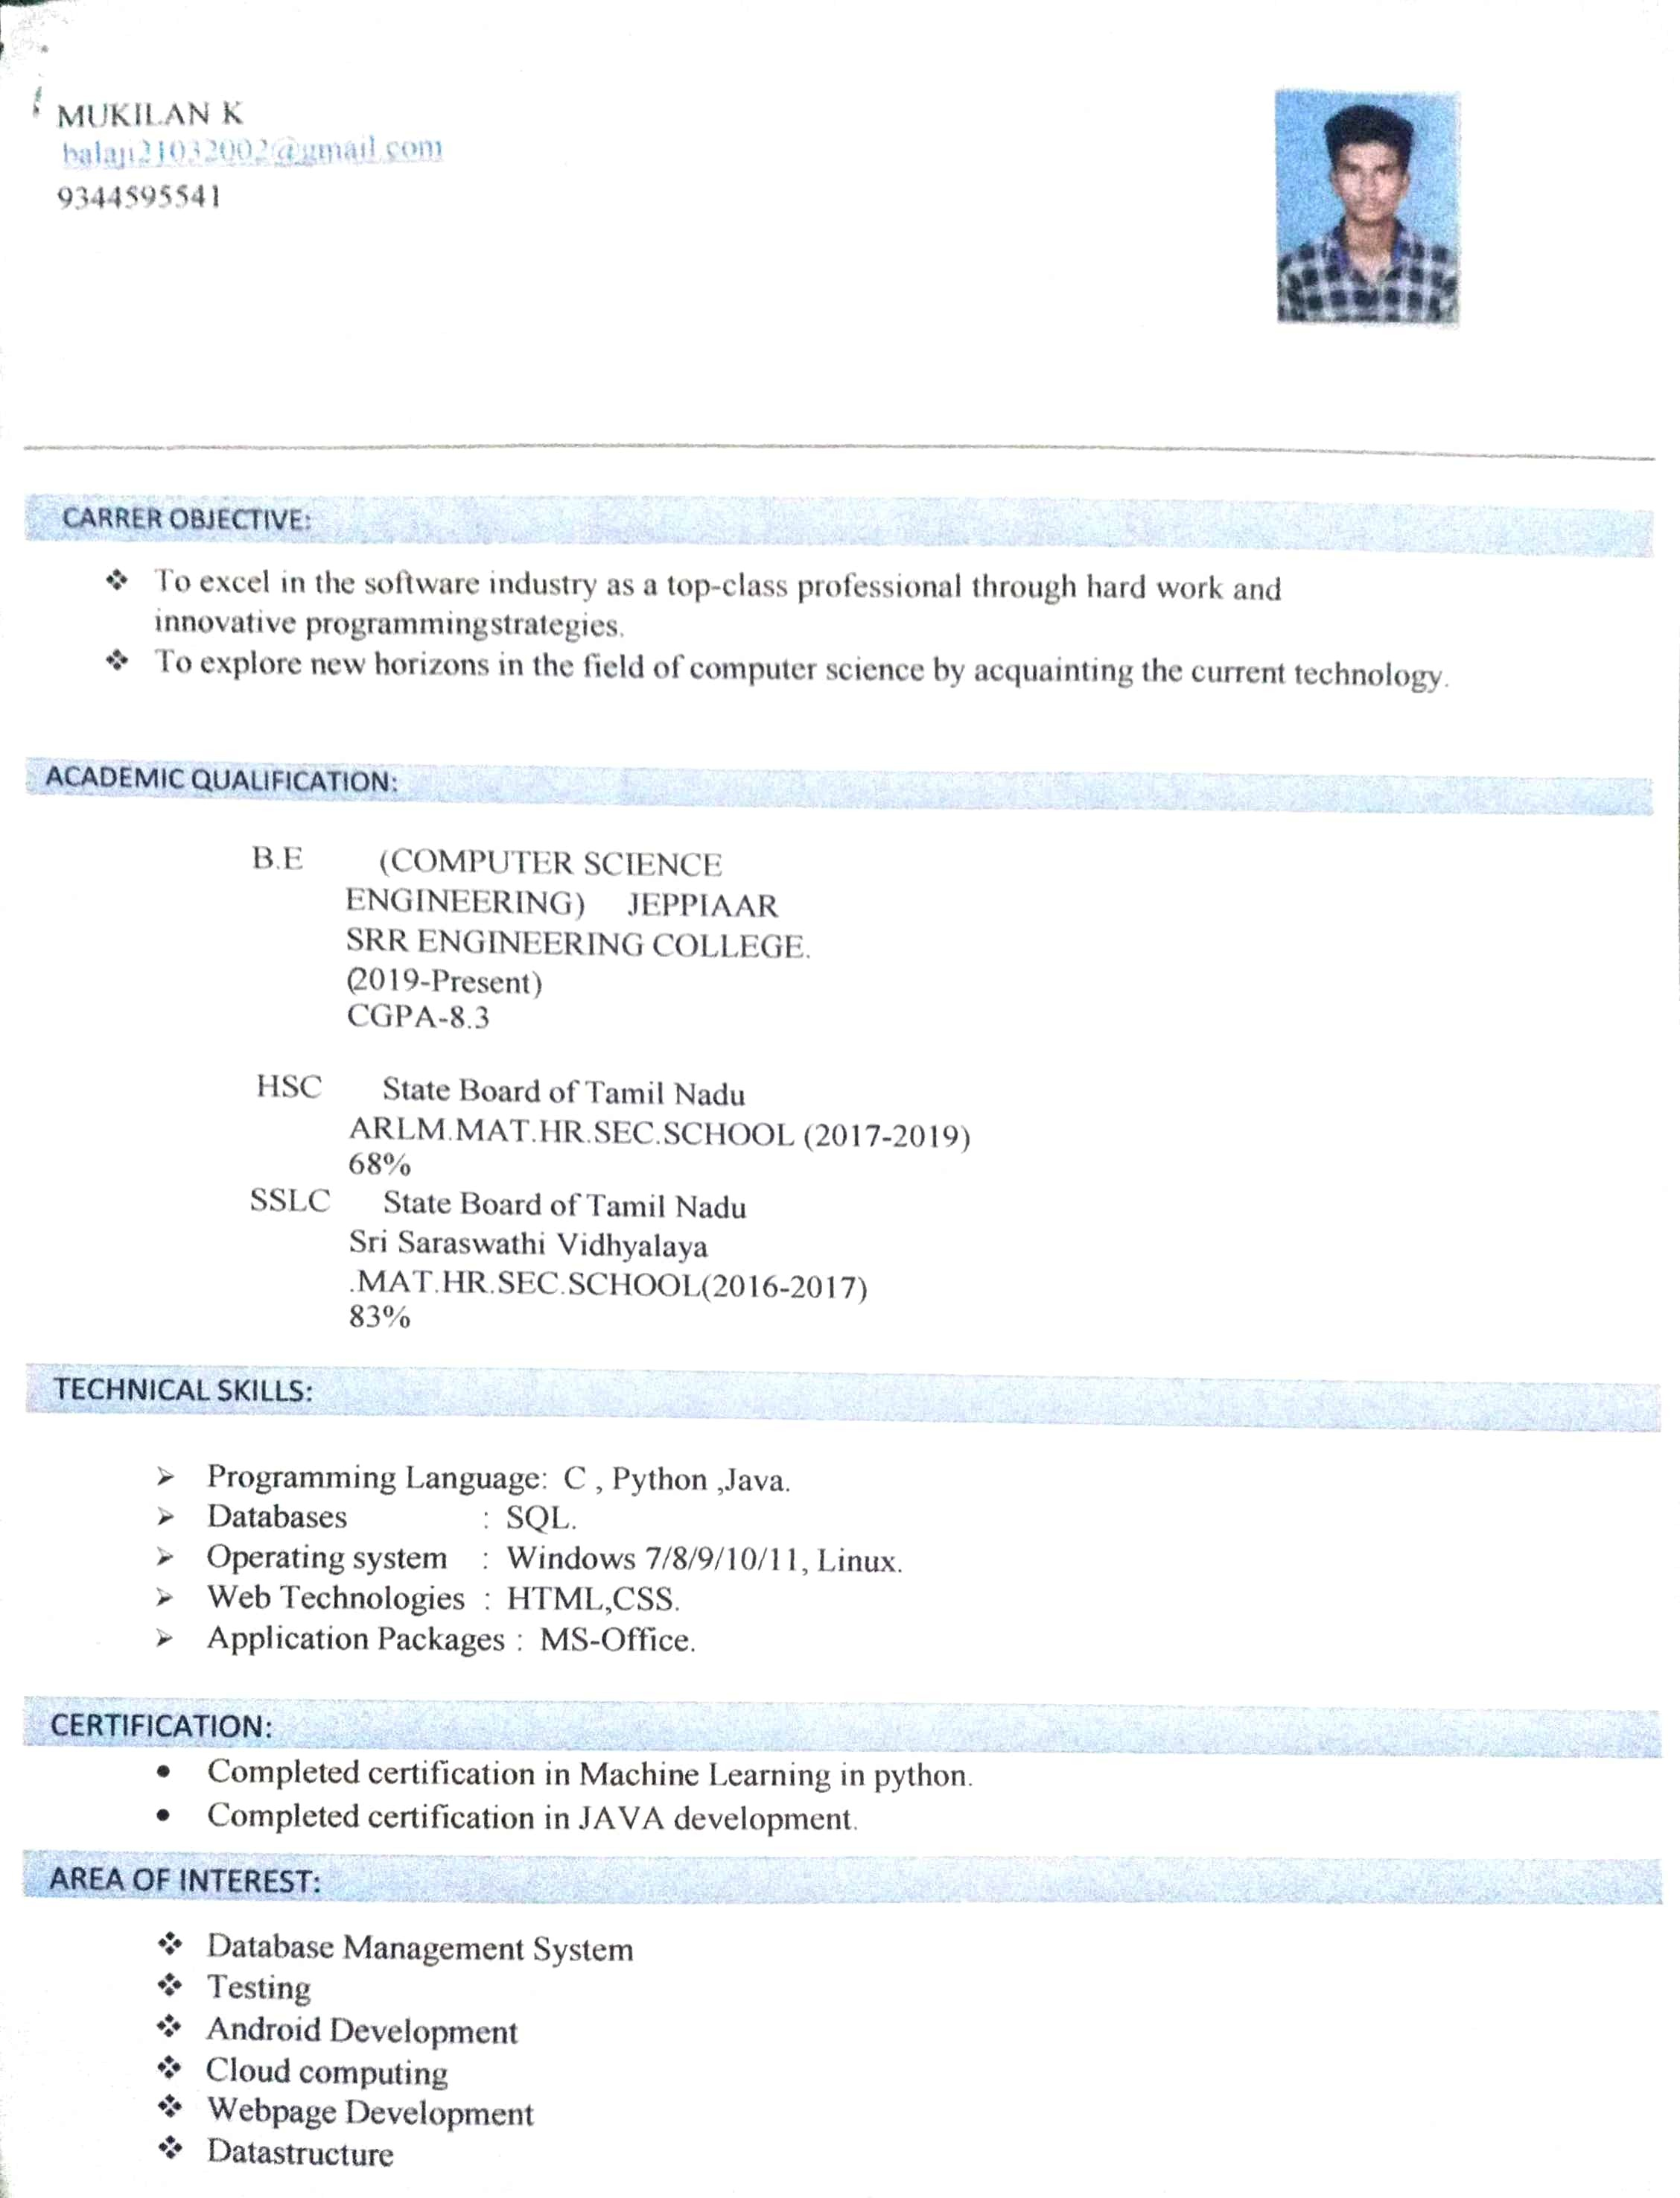 MUKILAN K
balaji21032002@gmail.com
9344595541
CARRER OBJECTIVE:
❖ To excel in the software industry as a top-class professional through hard work and
innovative programmingstrategies.
❖ To explore new horizons in the field of computer science by acquainting the current technology.
ACADEMIC QUALIFICATION:
B.E (COMPUTER SCIENCE
ENGINEERING) JEPPIAAR
SRR ENGINEERING COLLEGE.
(2019-Present)
CGPA-8.3
HSC State Board of Tamil Nadu
ARLM.MAT.HR.SEC.SCHOOL (2017-2019)
68%
SSLC State Board of Tamil Nadu
Sri Saraswathi Vidhyalaya
.MAT.HR.SEC.SCHOOL(2016-2017)
83%
TECHNICAL SKILLS:
➢ Programming Language: C , Python ,Java.
➢ Databases : SQL.
➢ Operating system : Windows 7/8/9/10/11, Linux.
➢ Web Technologies : HTML,CSS.
➢ Application Packages : MS-Office.
CERTIFICATION:
• Completed certification in Machine Learning in python.
• Completed certification in JAVA development.
AREA OF INTEREST:
❖ Database Management System
❖ Testing
❖ Android Development
❖ Cloud computing
❖ Webpage Development
❖ Datastructure